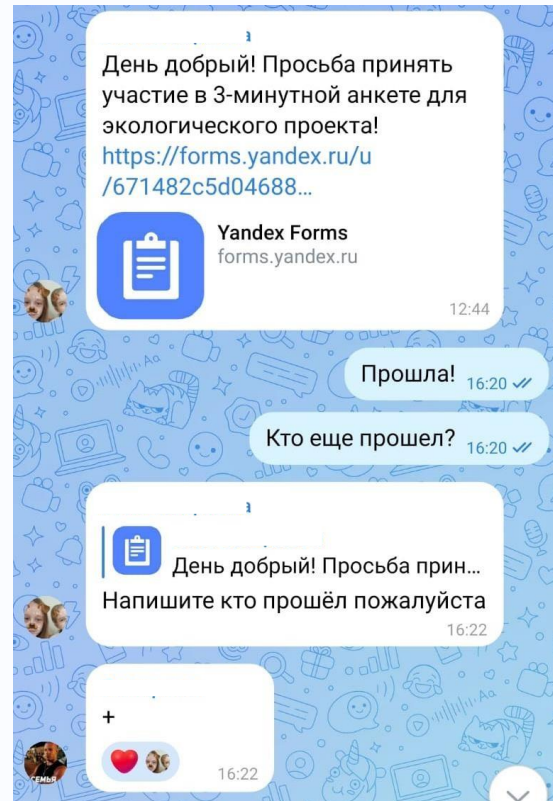 а
День добрый! Просьба принять
участие в 3-минутной анкете для
экологического проекта!
https://forms.yandex.ru/u
/671482c5d04688...
Yandex Forms
forms.yandex.ru
12:44
Прошла! 16:20
Кто еще прошел? 16:20
а
День добрый! Просьба прин...
Напишите кто прошёл пожалуйста
16:22
+
16:22
СЕМЬЯ